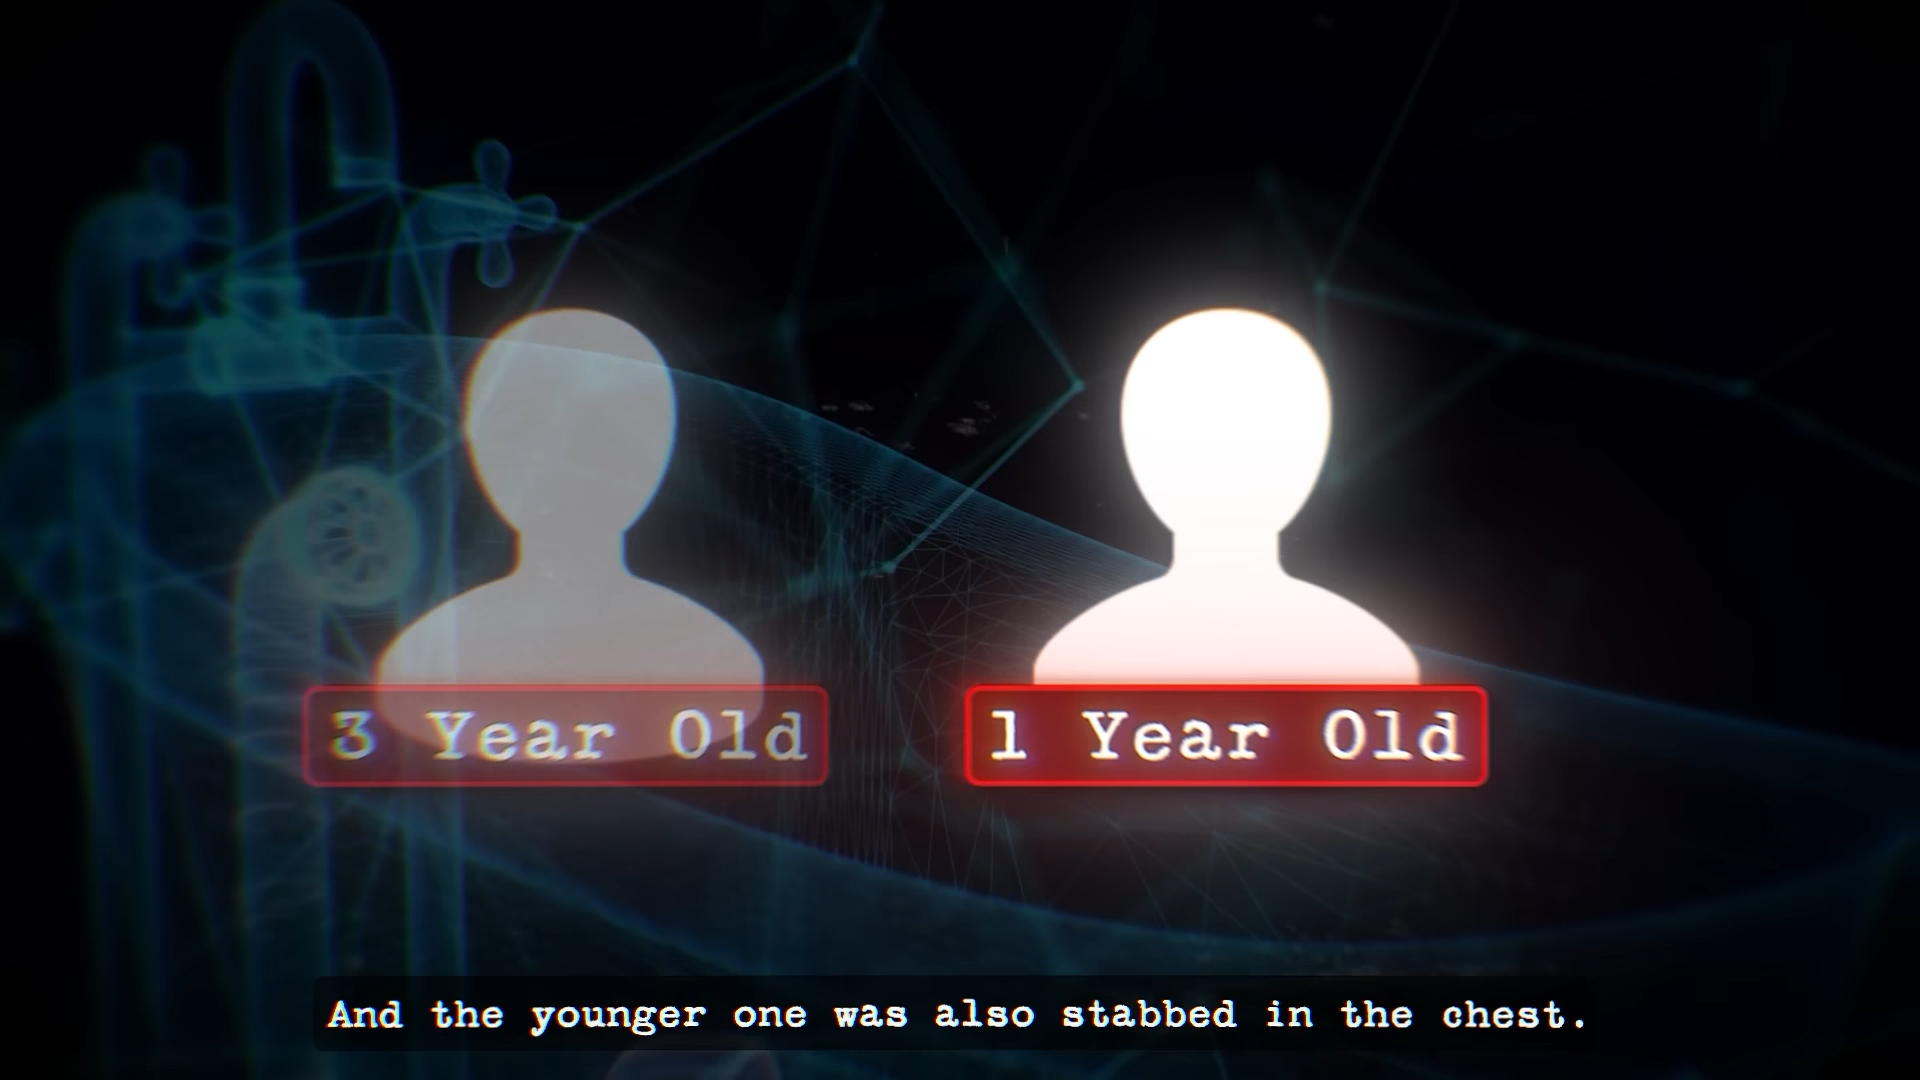 3 Year Old
1 Year Old
And the younger one was also stabbed in the chest.